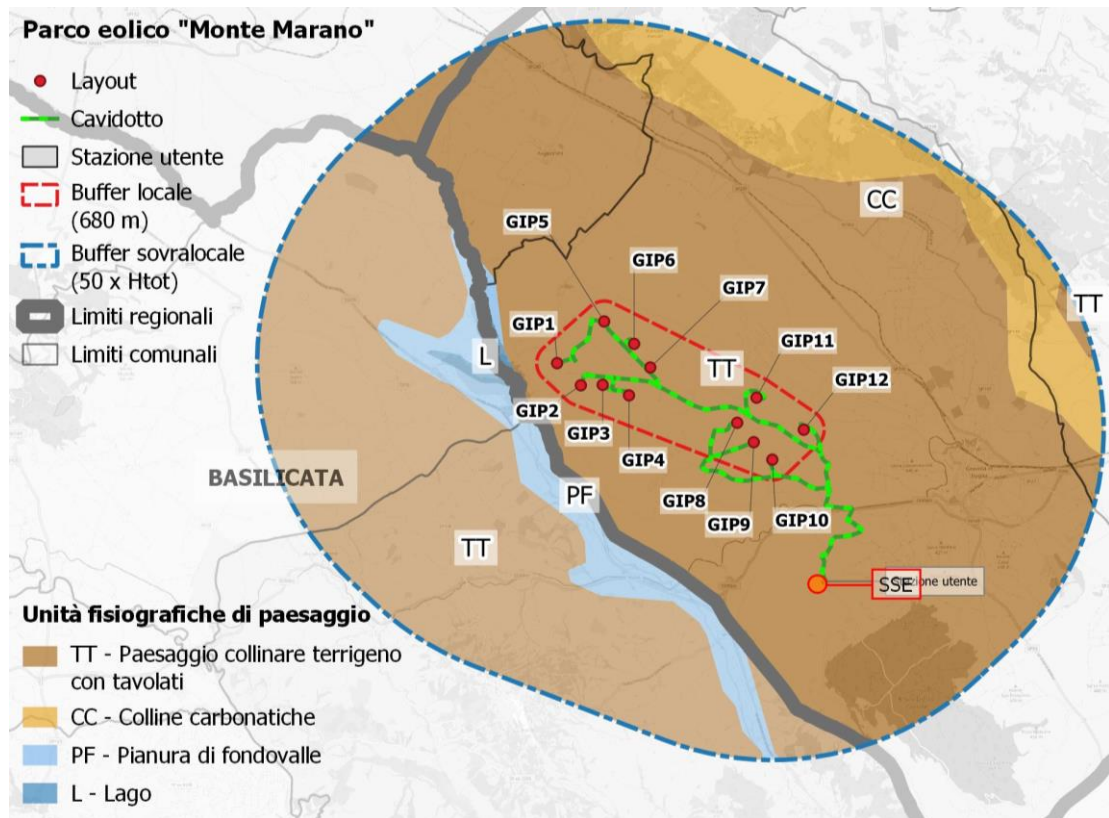 Parco eolico "Monte Marano"
Layout
Cavidotto
Stazione utente
Buffer locale
(680 m)
Buffer sovralocale
(50 x Htot)
Limiti regionali
Limiti comunali
CC
GIP5
GIP6
GIP7
TT
GIP1
GIP11
L
TT
GIP12
GIP2
GIP3
GIP4
BASILICATA
PF
GIP8
GIP9
GIP10
TT
SSE
utente
Unità fisiografiche di paesaggio
TT - Paesaggio collinare terrigeno
con tavolati
CC - Colline carbonatiche
PF - Pianura di fondovalle
L - Lago